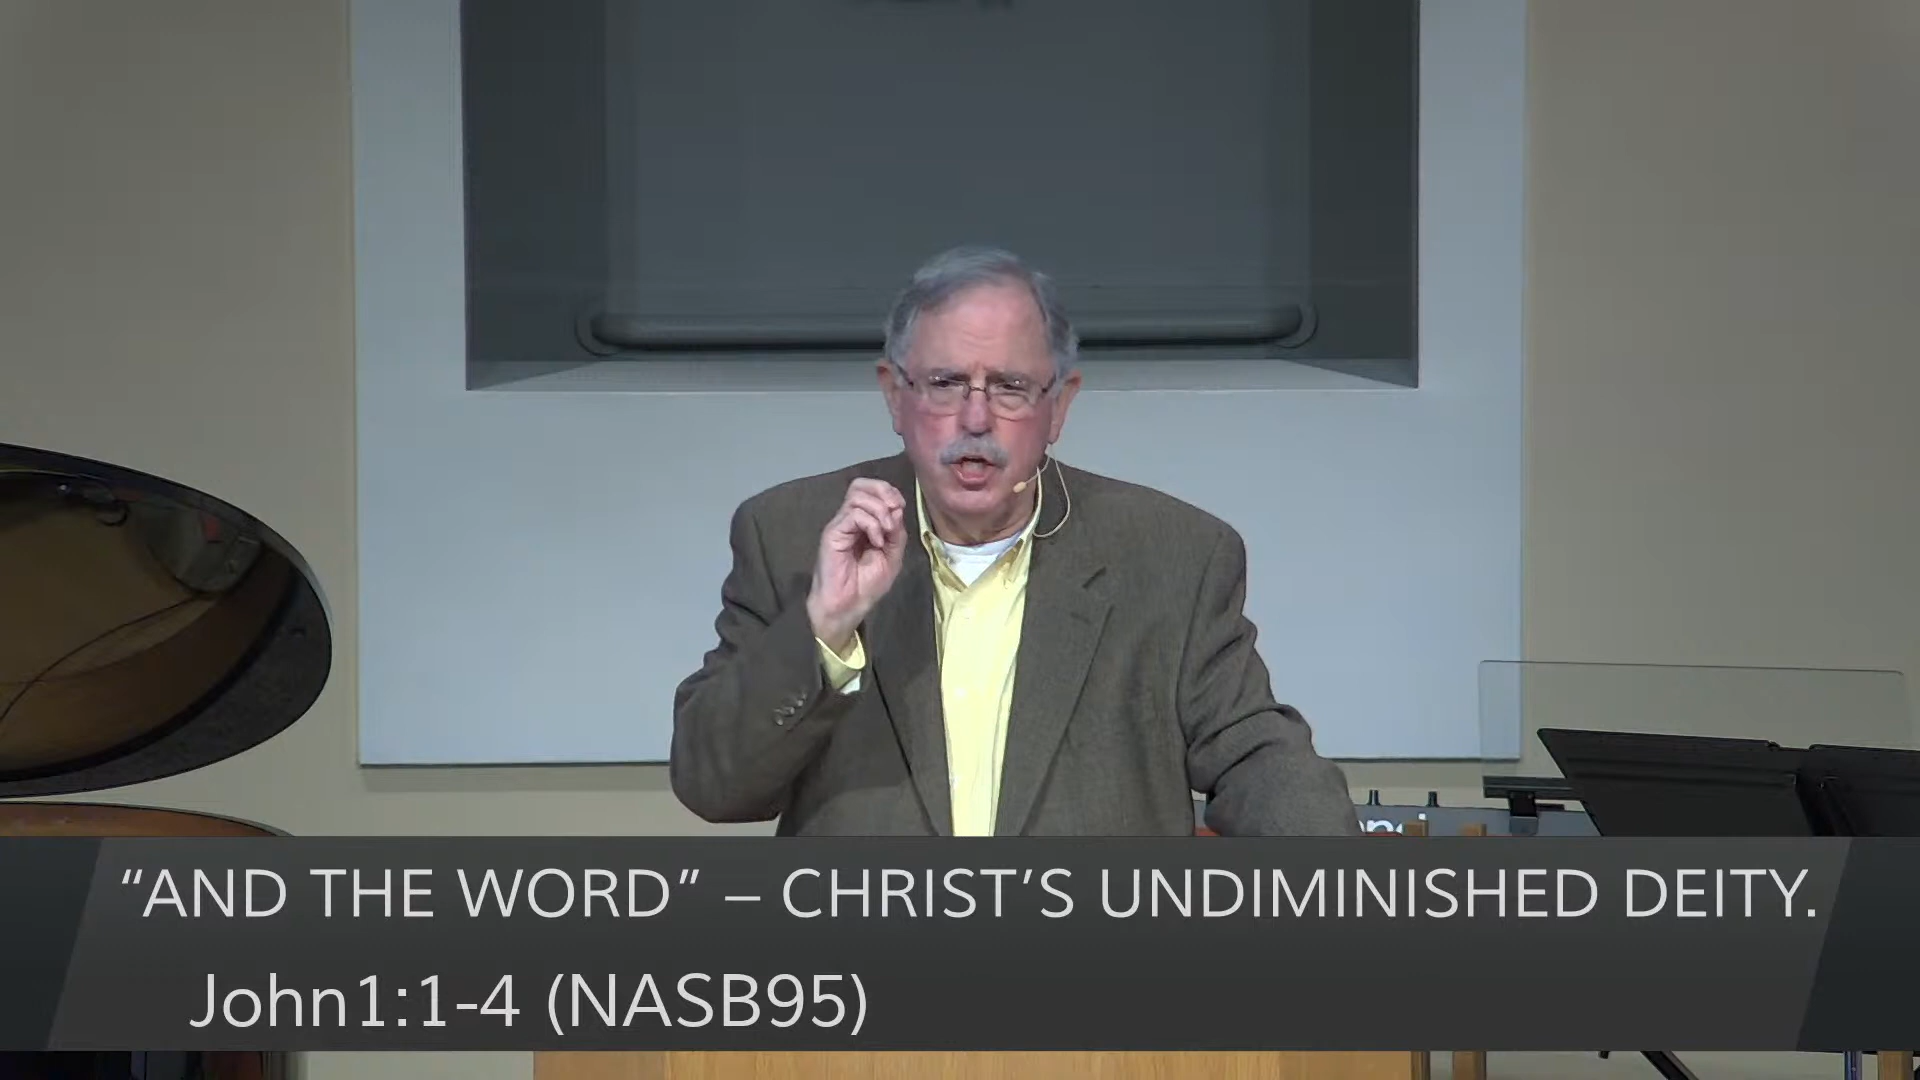 “AND THE WORD” – CHRIST’S UNDIMINISHED DEITY.
John1:1-4 (NASB95)